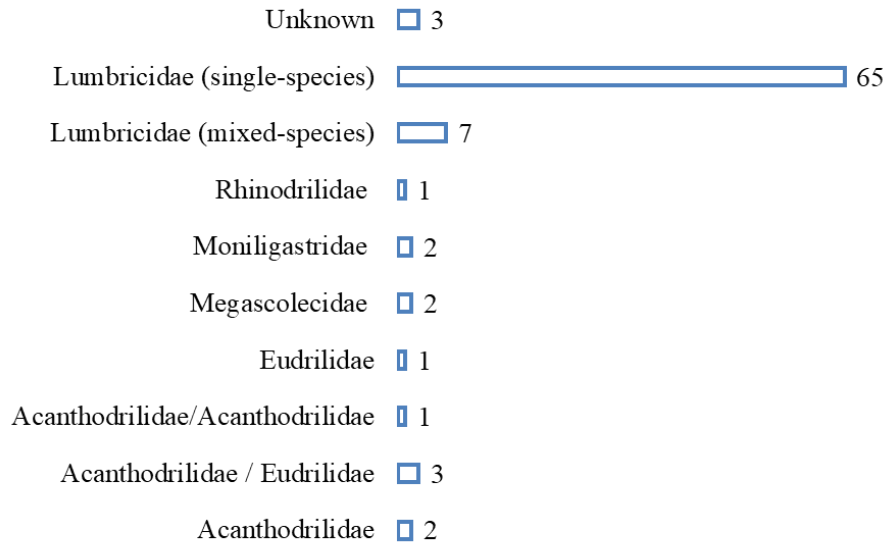 Unknown 3
Lumbricidae (single-species) 65
Lumbricidae (mixed-species) 7
Rhinodrilidae 1
Moniligastridae 2
Megascolecidae 2
Eudrilidae 1
Acanthodrilidae/Acanthodrilidae 1
Acanthodrilidae / Eudrilidae 3
Acanthodrilidae 2